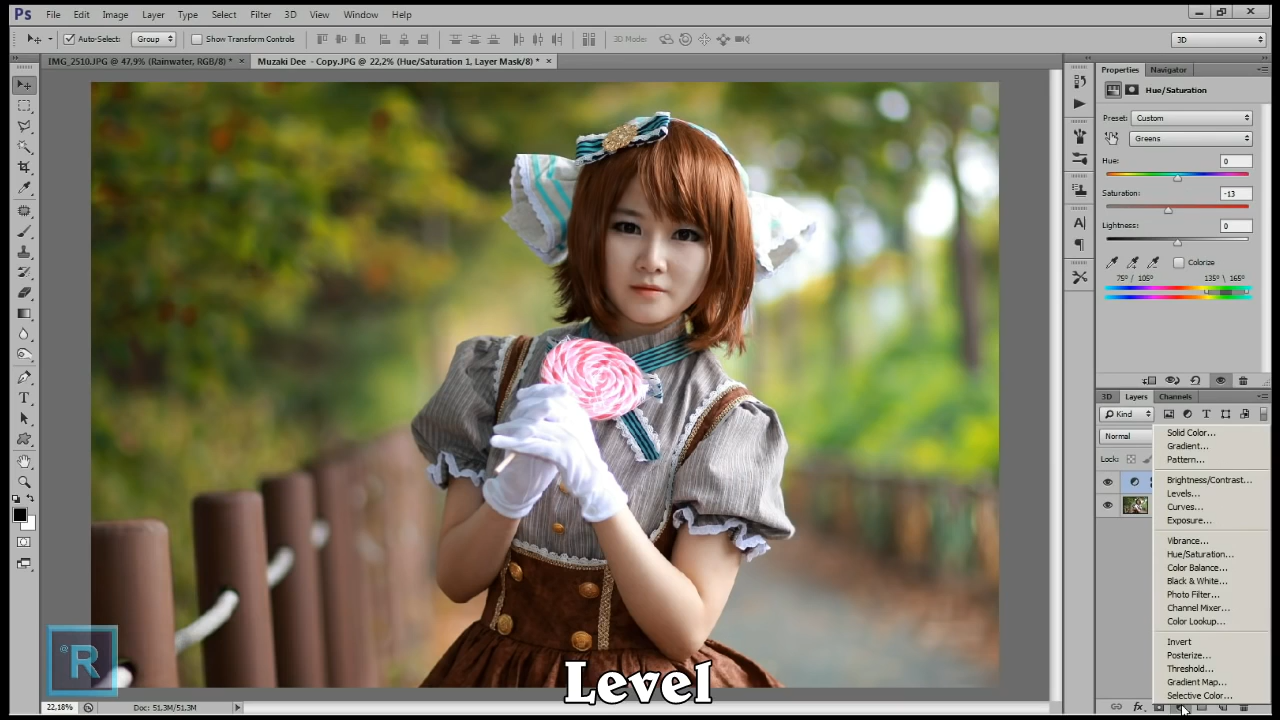 Ps File Edit Image Layer Type Select Filter 3D View Window Help
Auto-Select: Group Show Transform Controls 3D Mode: 3D
IMG_2510.JPG @ 47,9% (Rainwater, RGB/8) * × Muzaki Dee - Copy.JPG @ 22,2% (Hue/Saturation 1, Layer Mask/8) * ×
Properties Navigator
Hue/Saturation
Preset: Custom
Greens
Hue: 0
Saturation: -13
Lightness: 0
Colorize
75° / 105° 135° \ 165°
3D Layers Channels
Kind
Normal
Lock:
Solid Color...
Gradient...
Pattern...
Brightness/Contrast...
Levels...
Curves...
Exposure...
Vibrance...
Hue/Saturation...
Color Balance...
Black & White...
Photo Filter...
Channel Mixer...
Color Lookup...
Invert
Posterize...
Threshold...
Gradient Map...
Selective Color...
@R
Level
22,18% Doc: 51,3M/51,3M
fx